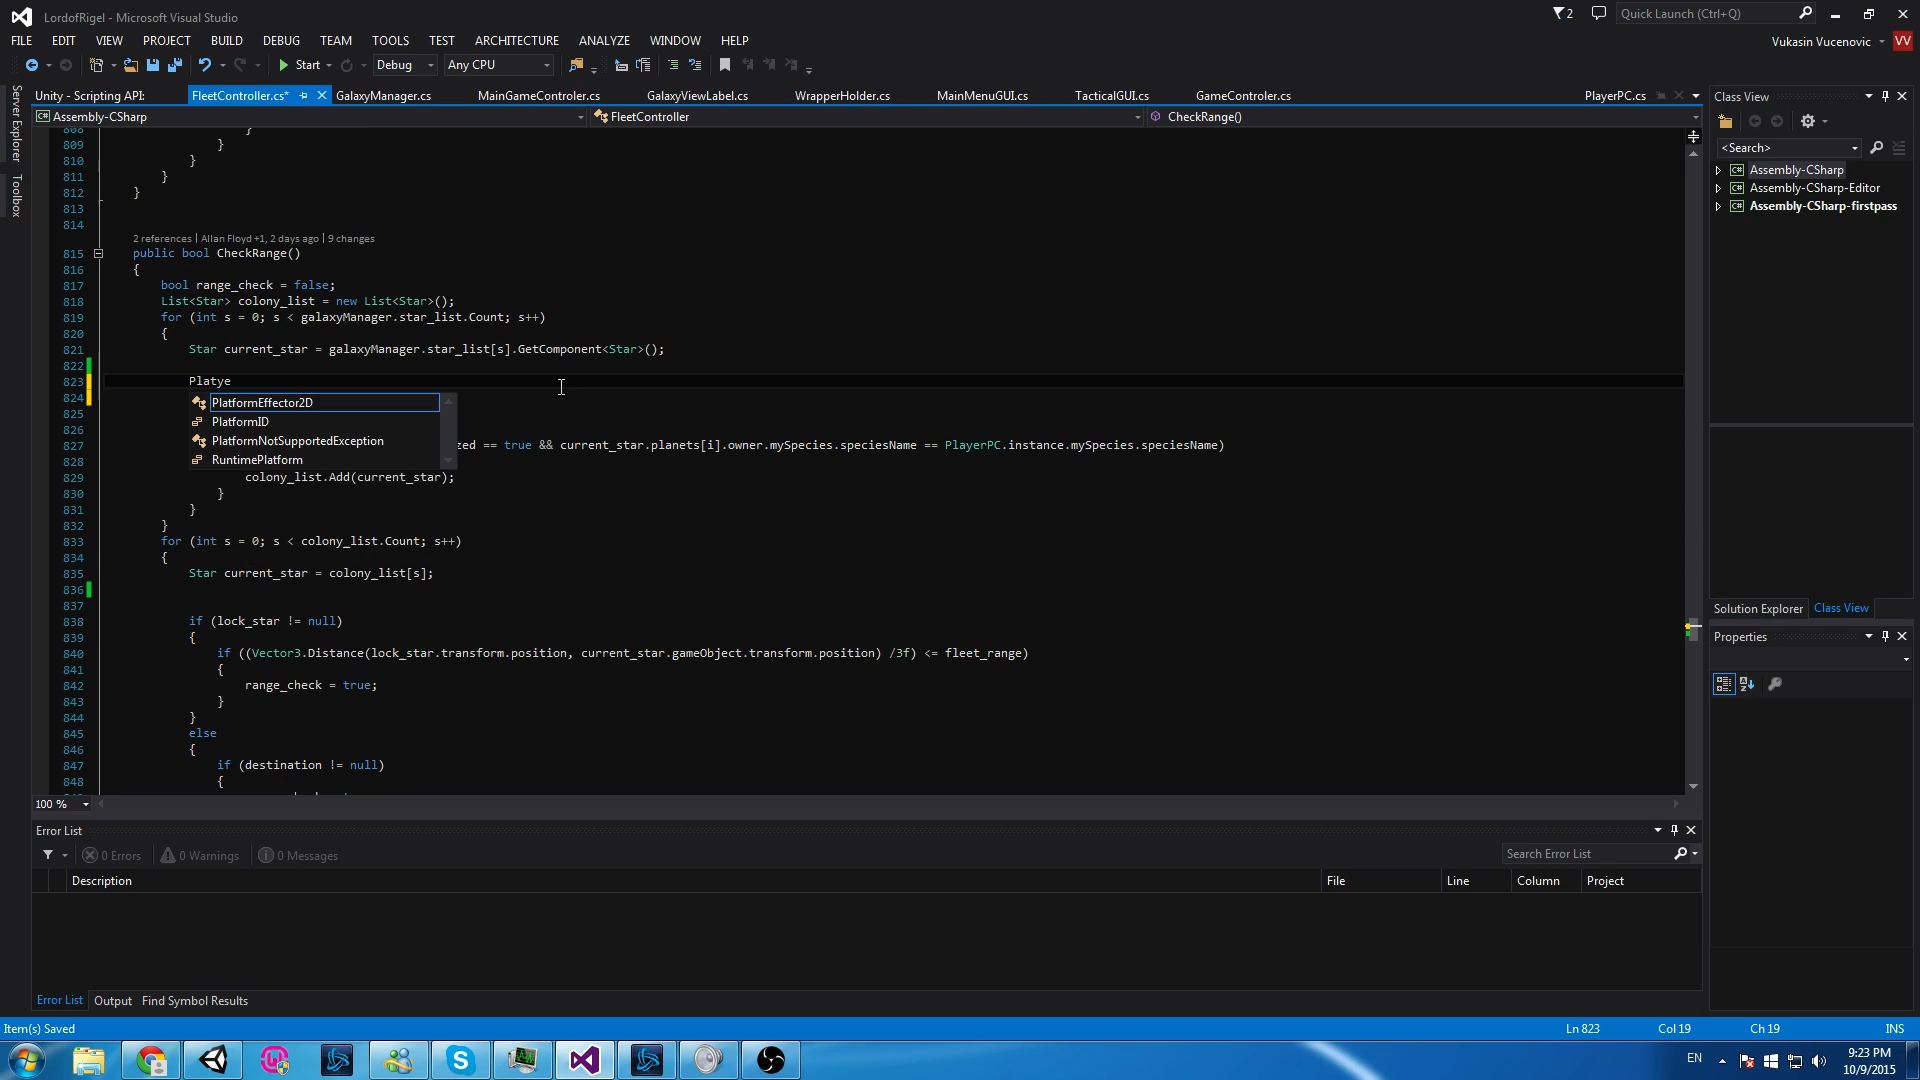 LordofRigel - Microsoft Visual Studio
2
Quick Launch (Ctrl+Q)
FILE EDIT VIEW PROJECT BUILD DEBUG TEAM TOOLS TEST ARCHITECTURE ANALYZE WINDOW HELP
Vukasin Vucenovic VV
Start Debug Any CPU
Server Explorer
Toolbox
Unity - Scripting API: FleetController.cs* GalaxyManager.cs MainGameControler.cs GalaxyViewLabel.cs WrapperHolder.cs MainMenuGUI.cs TacticalGUI.cs GameControler.cs PlayerPC.cs
Assembly-CSharp FleetController CheckRange()
808 }
809 }
810 }
811 }
812 }
813
814
2 references | Allan Floyd +1, 2 days ago | 9 changes
815 public bool CheckRange()
816 {
817 bool range_check = false;
818 List<Star> colony_list = new List<Star>();
819 for (int s = 0; s < galaxyManager.star_list.Count; s++)
820 {
821 Star current_star = galaxyManager.star_list[s].GetComponent<Star>();
822
823 Platye
824
PlatformEffector2D
825
PlatformID
826
PlatformNotSupportedException
827 zed == true && current_star.planets[i].owner.mySpecies.speciesName == PlayerPC.instance.mySpecies.speciesName)
RuntimePlatform
828
829 colony_list.Add(current_star);
830 }
831 }
832 }
833 for (int s = 0; s < colony_list.Count; s++)
834 {
835 Star current_star = colony_list[s];
836
837
838 if (lock_star != null)
839 {
840 if ((Vector3.Distance(lock_star.transform.position, current_star.gameObject.transform.position) /3f) <= fleet_range)
841 {
842 range_check = true;
843 }
844 }
845 else
846 {
847 if (destination != null)
848 {
100 %
Class View
<Search>
Assembly-CSharp
Assembly-CSharp-Editor
Assembly-CSharp-firstpass
Solution Explorer Class View
Properties
Error List
0 Errors 0 Warnings 0 Messages
Search Error List
Description File Line Column Project
Error List Output Find Symbol Results
Item(s) Saved Ln 823 Col 19 Ch 19 INS
EN
9:23 PM
10/9/2015